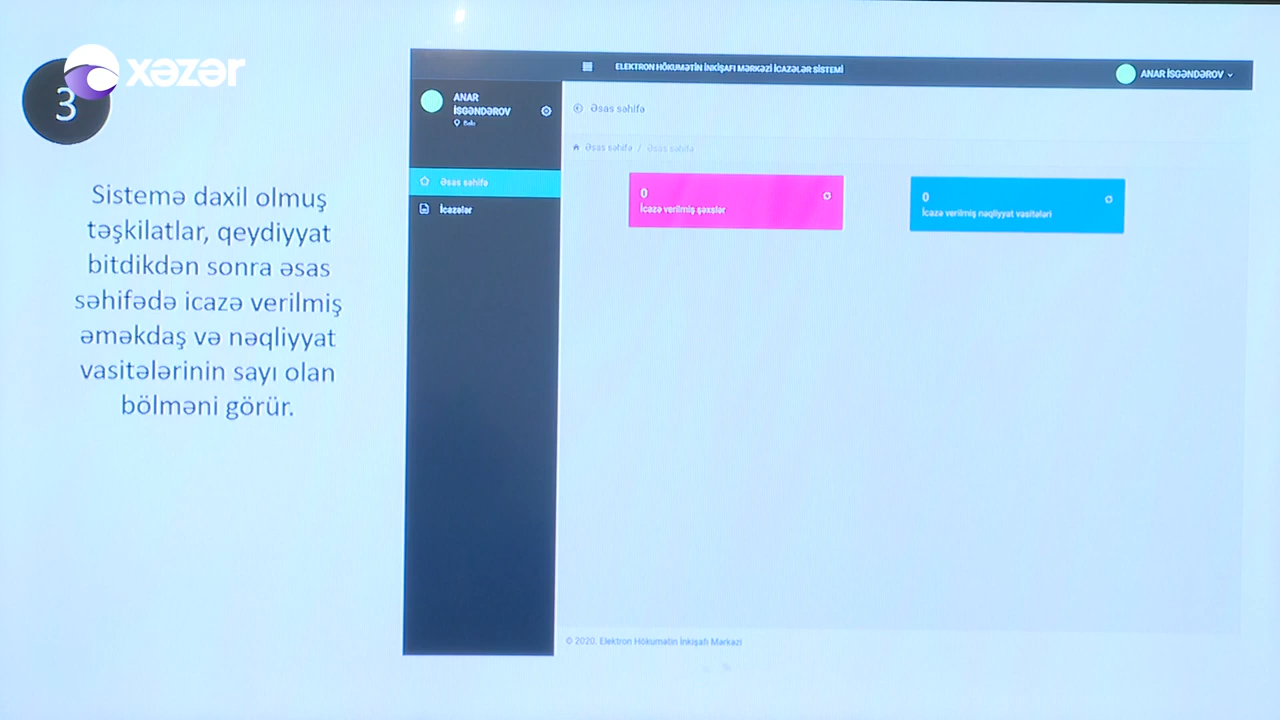 xəzər
3
Sistemə daxil olmuş
təşkilatlar, qeydiyyat
bitdikdən sonra əsas
səhifədə icazə verilmiş
əməkdaş və nəqliyyat
vasitələrinin sayı olan
bölməni görür.
ELEKTRON HÖKUMƏTİN İNKİŞAFI MƏRKƏZİ İCAZƏLƏR SİSTEMİ
ANAR İSGƏNDƏROV
ANAR
İSGƏNDƏROV
Bakı
Əsas səhifə
İcazələr
Əsas səhifə
Əsas səhifə / Əsas səhifə
0
İcazə verilmiş şəxslər
0
İcazə verilmiş nəqliyyat vasitələri
© 2020. Elektron Hökumətin İnkişafı Mərkəzi